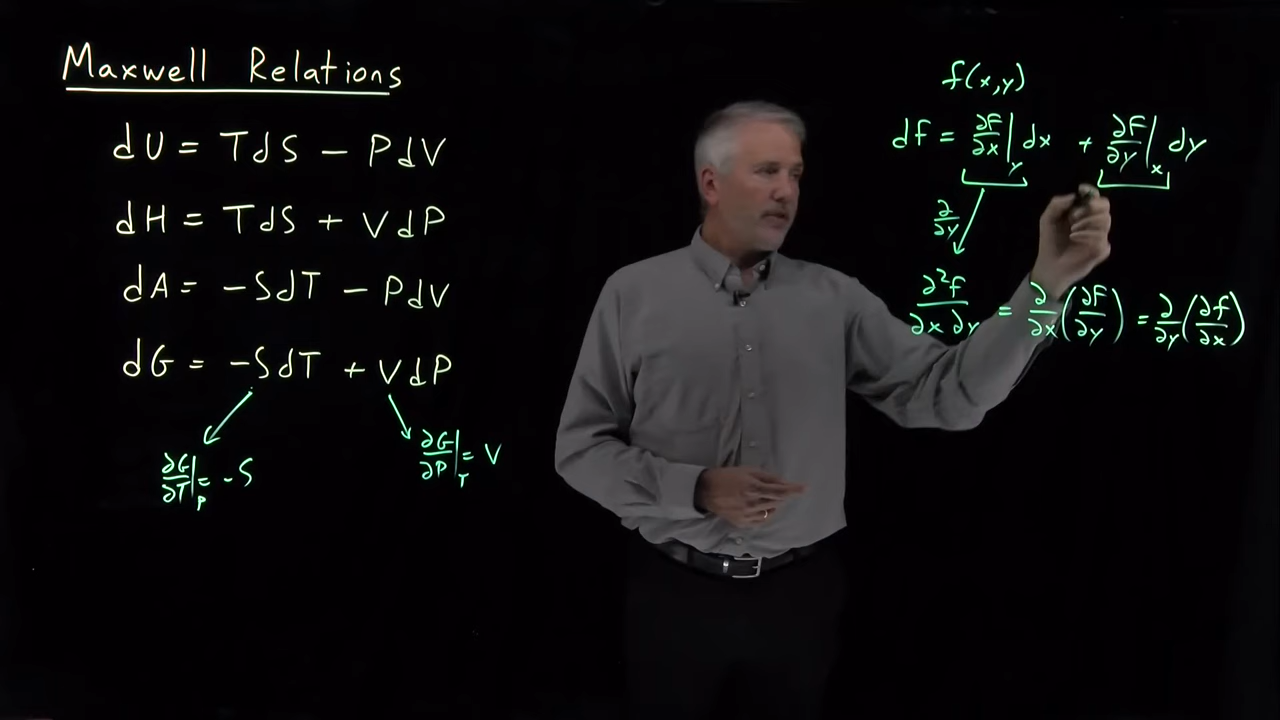 Maxwell Relations
dU = TdS - PdV
dH = TdS + VdP
dA = -SdT - PdV
dG = -SdT + VdP
∂G/∂T|P = -S
∂G/∂P|T = V
f(x,y)
df = ∂F/∂x|y dx + ∂F/∂y|x dy
∂/∂y
∂²f/∂x∂y = ∂/∂x(∂F/∂y) = ∂/∂y(∂f/∂x)